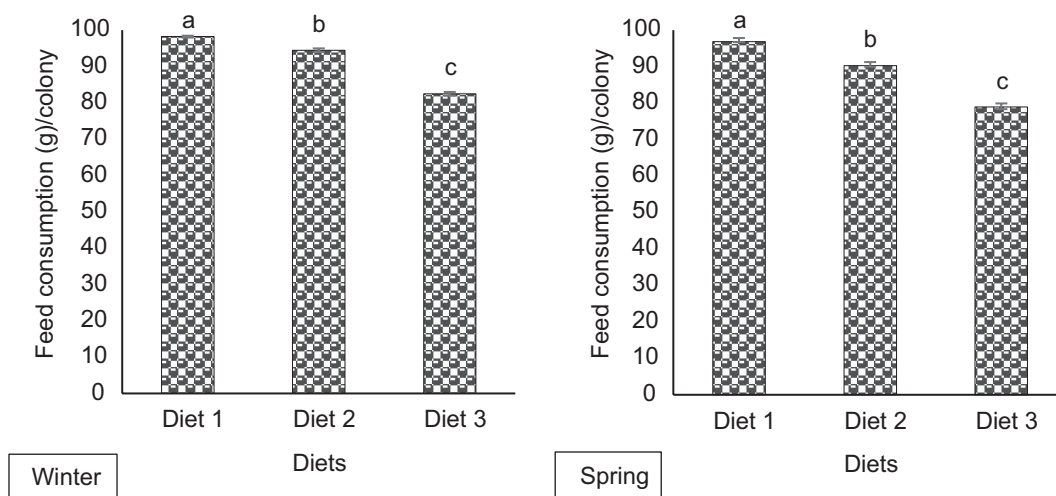 Feed consumption (g)/colony
100
90
80
70
60
50
40
30
20
10
0
a
b
c
Diet 1 Diet 2 Diet 3
Diets
Winter
Feed consumption (g)/colony
100
90
80
70
60
50
40
30
20
10
0
a
b
c
Diet 1 Diet 2 Diet 3
Diets
Spring